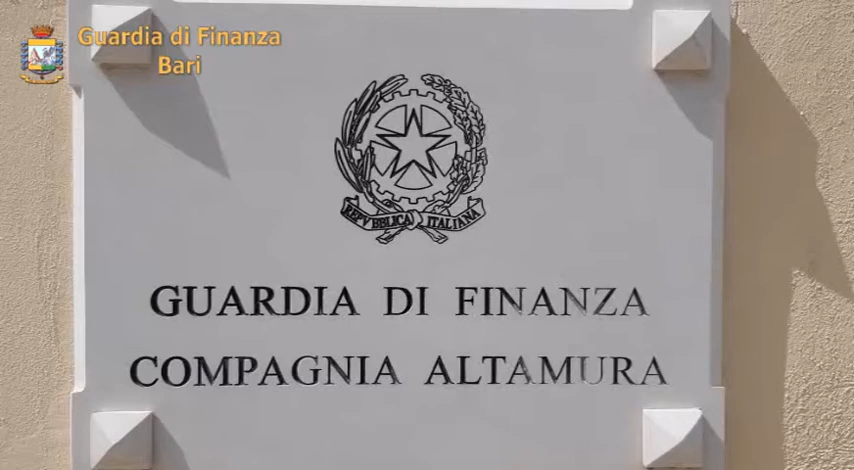 Guardia di Finanza
Bari
REPVBBLICA ITALIANA
GUARDIA DI FINANZA
COMPAGNIA ALTAMURA